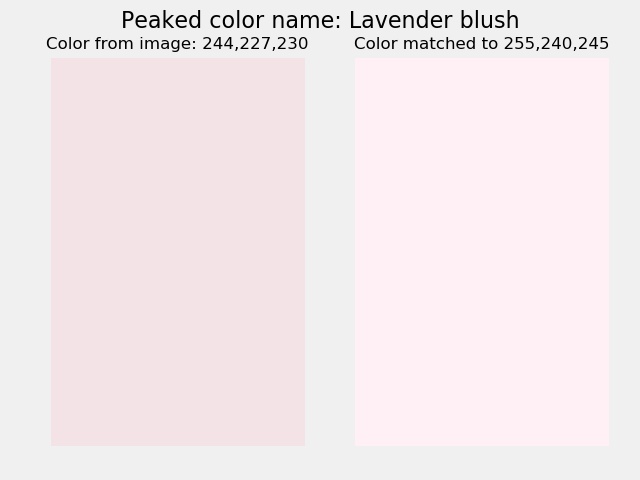 Peaked color name: Lavender blush
Color from image: 244,227,230
Color matched to 255,240,245